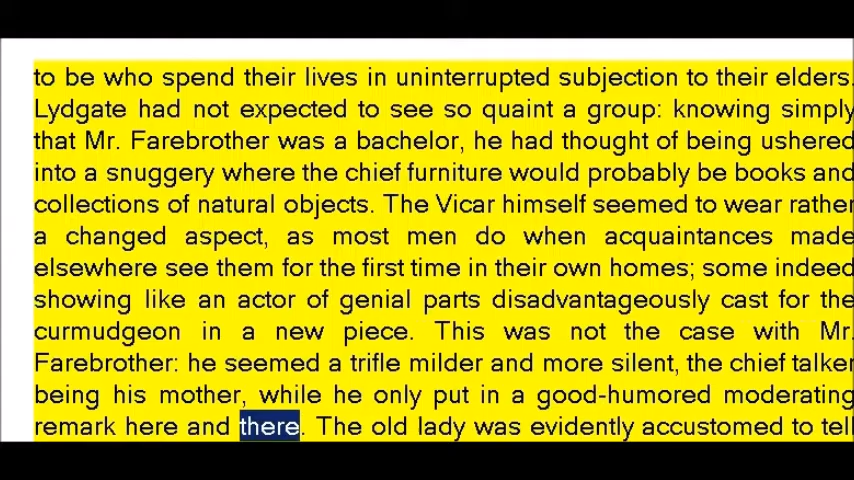 to be who spend their lives in uninterrupted subjection to their elders.
Lydgate had not expected to see so quaint a group: knowing simply
that Mr. Farebrother was a bachelor, he had thought of being ushered
into a snuggery where the chief furniture would probably be books and
collections of natural objects. The Vicar himself seemed to wear rather
a changed aspect, as most men do when acquaintances made
elsewhere see them for the first time in their own homes; some indeed
showing like an actor of genial parts disadvantageously cast for the
curmudgeon in a new piece. This was not the case with Mr.
Farebrother: he seemed a trifle milder and more silent, the chief talker
being his mother, while he only put in a good-humored moderating
remark here and there. The old lady was evidently accustomed to tell